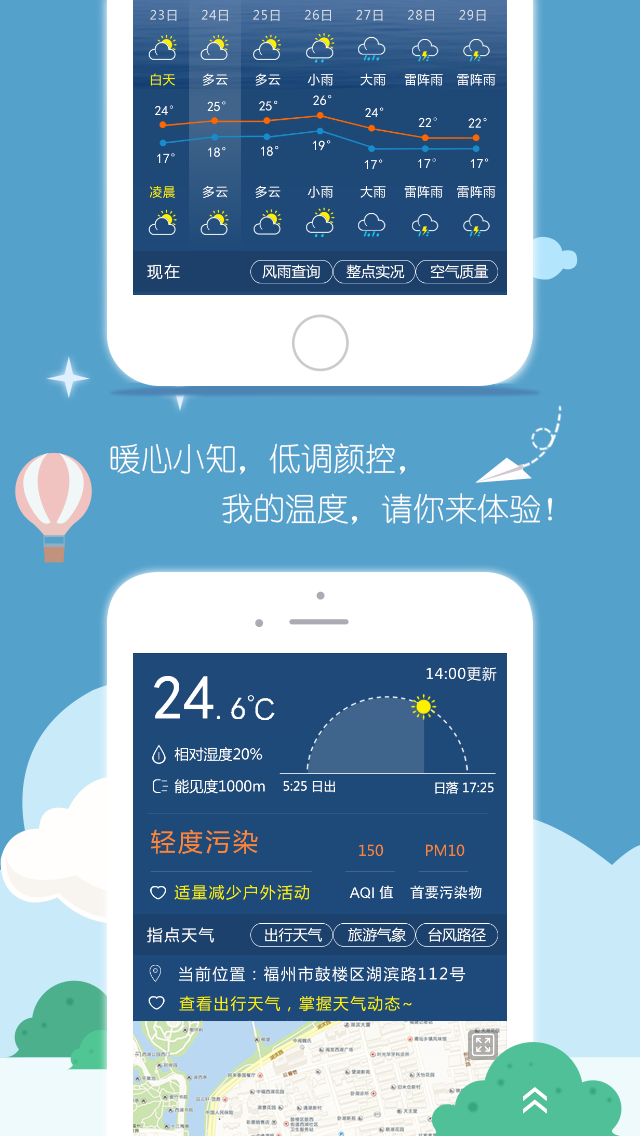 23日 24日 25日 26日 27日 28日 29日
白天 多云 多云 小雨 大雨 雷阵雨 雷阵雨
24° 25° 25° 26° 24° 22° 22°
17° 18° 18° 19° 17° 17° 17°
凌晨 多云 多云 小雨 大雨 雷阵雨 雷阵雨
现在 风雨查询 整点实况 空气质量
暖心小知，低调颜控，
我的温度，请你来体验！
14:00更新
24.6℃
相对湿度20%
能见度1000m
5:25 日出 日落 17:25
轻度污染 150 PM10
适量减少户外活动 AQI 值 首要污染物
指点天气 出行天气 旅游气象 台风路径
当前位置：福州市鼓楼区湖滨路112号
查看出行天气，掌握天气动态~